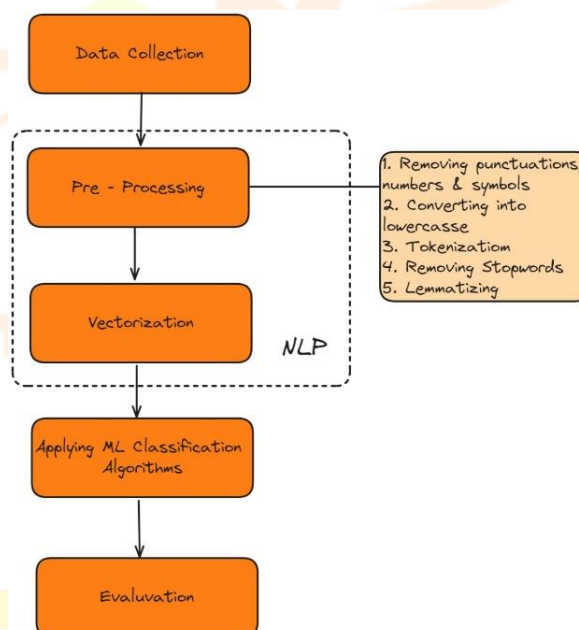 Data Collection
Pre - Processing
1. Removing punctuations,
numbers & symbols
2. Converting into
lowercasse
3. Tokenizatiom
4. Removing Stopwords
5. Lemmatizing
Vectorization
NLP
Applying ML Classification
Algorithms
Evaluvation